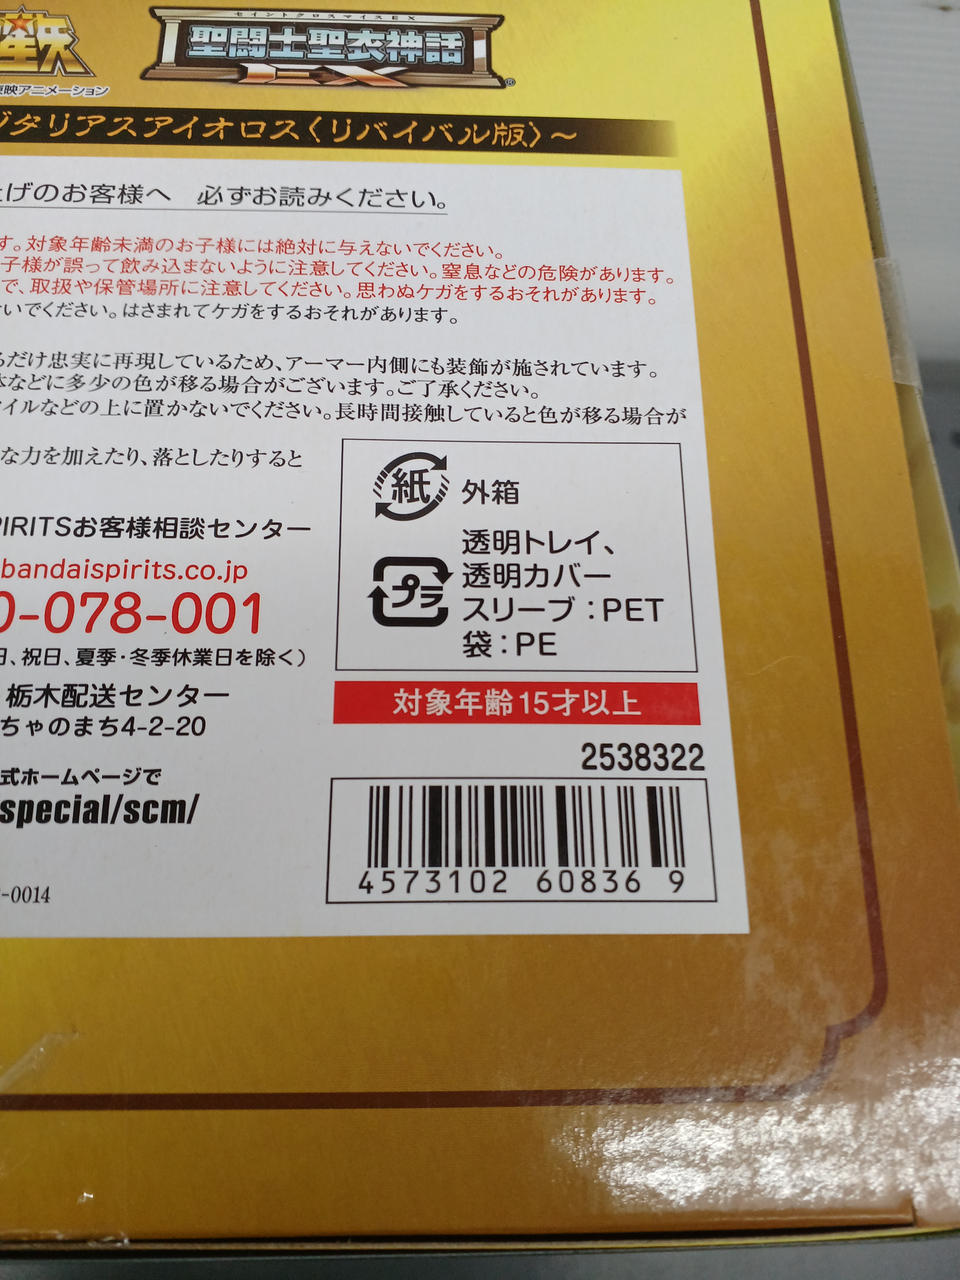 星矢
セイントクロスマイスEX
聖闘士聖衣神話
EX
®
東映アニメーション
ジタリアスアイオロス〈リバイバル版〉～
上げのお客様へ 必ずお読みください。
す。対象年齢未満のお子様には絶対に与えないでください。
子様が誤って飲み込まないように注意してください。窒息などの危険があります。
で、取扱や保管場所に注意してください。思わぬケガをするおそれがあります。
いでください。はさまれてケガをするおそれがあります。
るだけ忠実に再現しているため、アーマー内側にも装飾が施されています。
体などに多少の色が移る場合がございます。ご了承ください。
イルなどの上に置かないでください。長時間接触していると色が移る場合が
な力を加えたり、落としたりすると
紙 外箱
プラ 透明トレイ、
透明カバー
スリーブ：PET
袋：PE
PIRITSお客様相談センター
bandaispirits.co.jp
0-078-001
日、祝日、夏季・冬季休業日を除く）
栃木配送センター
ちゃのまち4-2-20
式ホームページで
special/scm/
-0014
対象年齢15才以上
2538322
4573102 608369